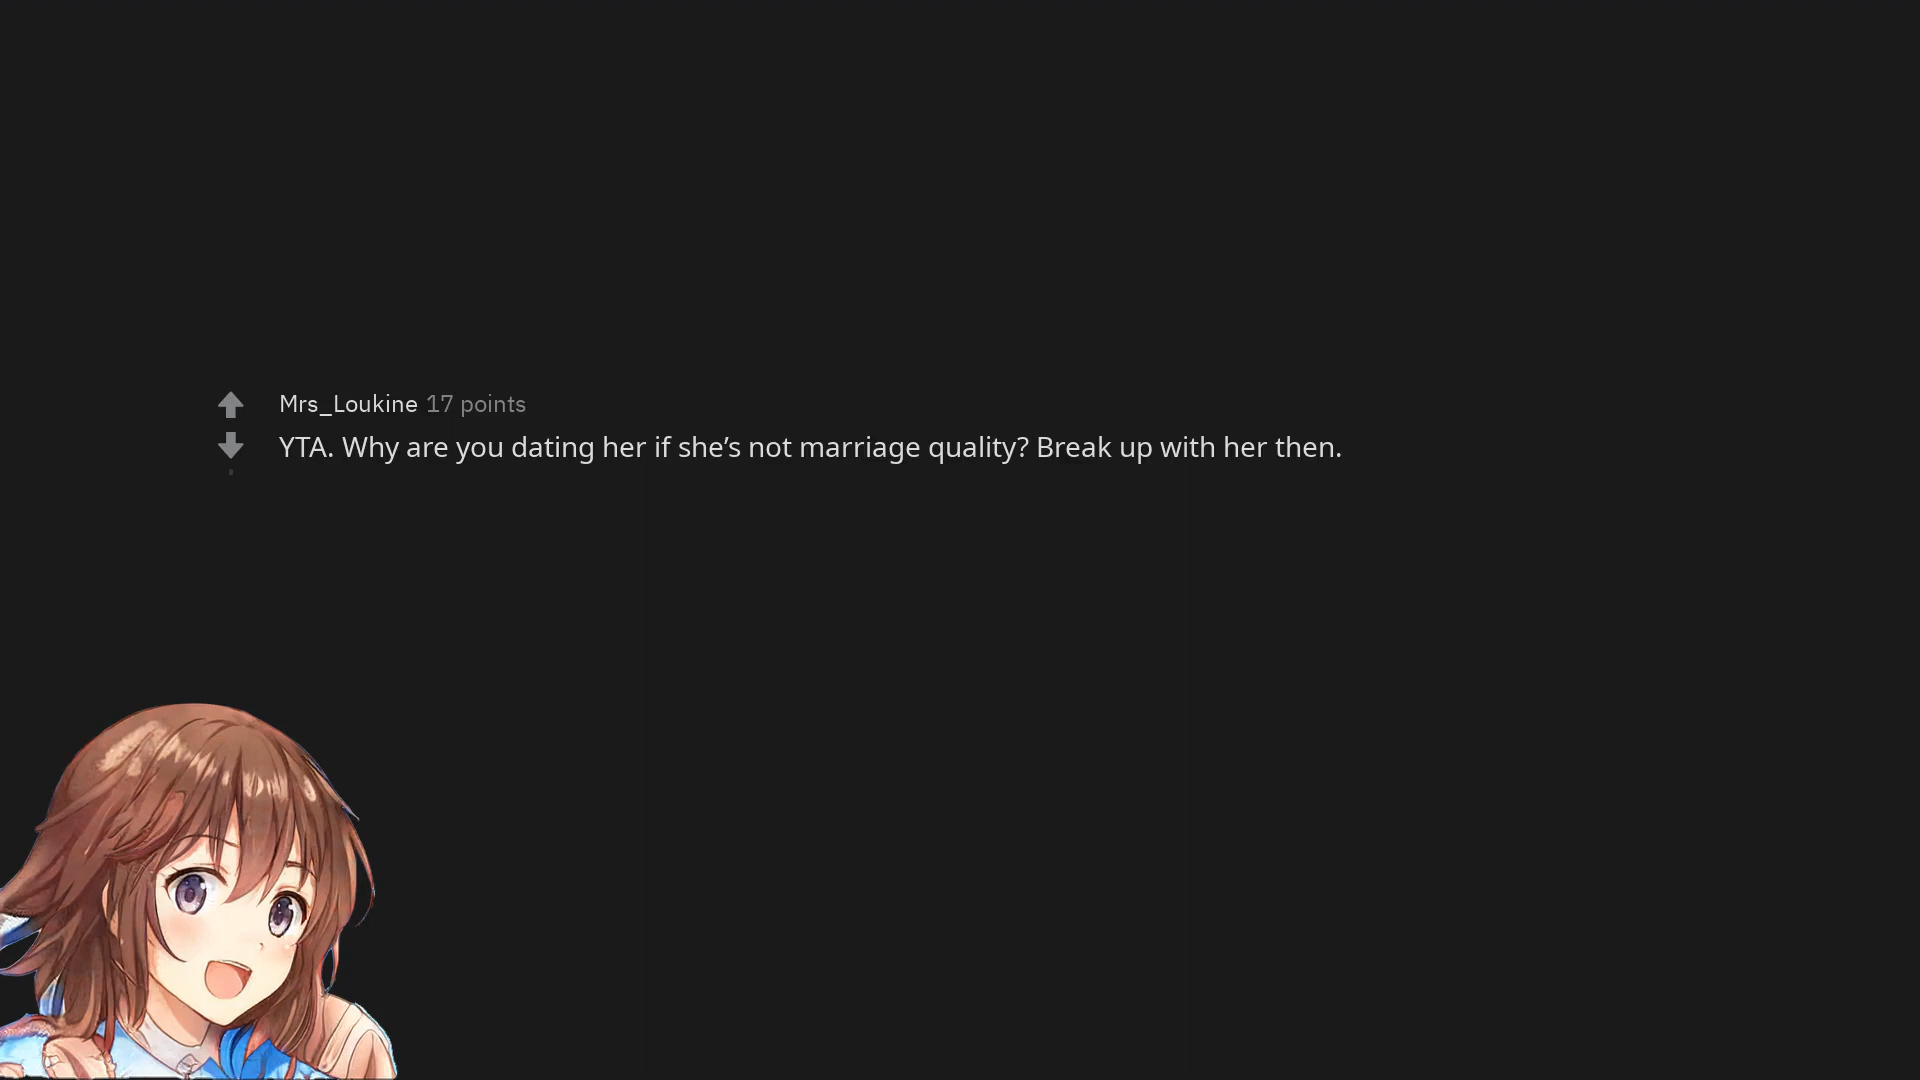 Mrs_Loukine 17 points
YTA. Why are you dating her if she’s not marriage quality? Break up with her then.